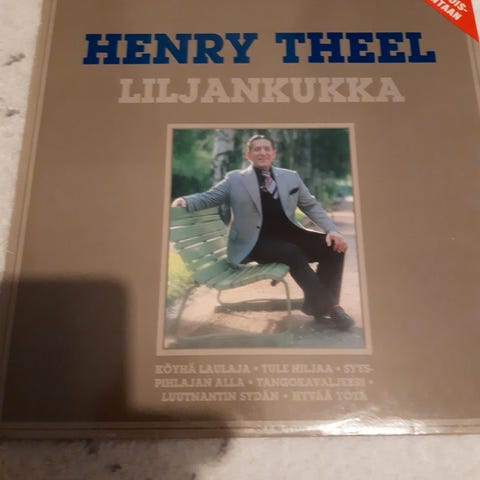 HENRY THEEL
LILJANKUKKA
KÖYHÄ LAULAJA • TULE HILJAA • SYYS-
PIHLAJAN ALLA • TANGOKAVALJEERI •
LUUTNANTIN SYDÄN • HYVÄÄ YÖTÄ